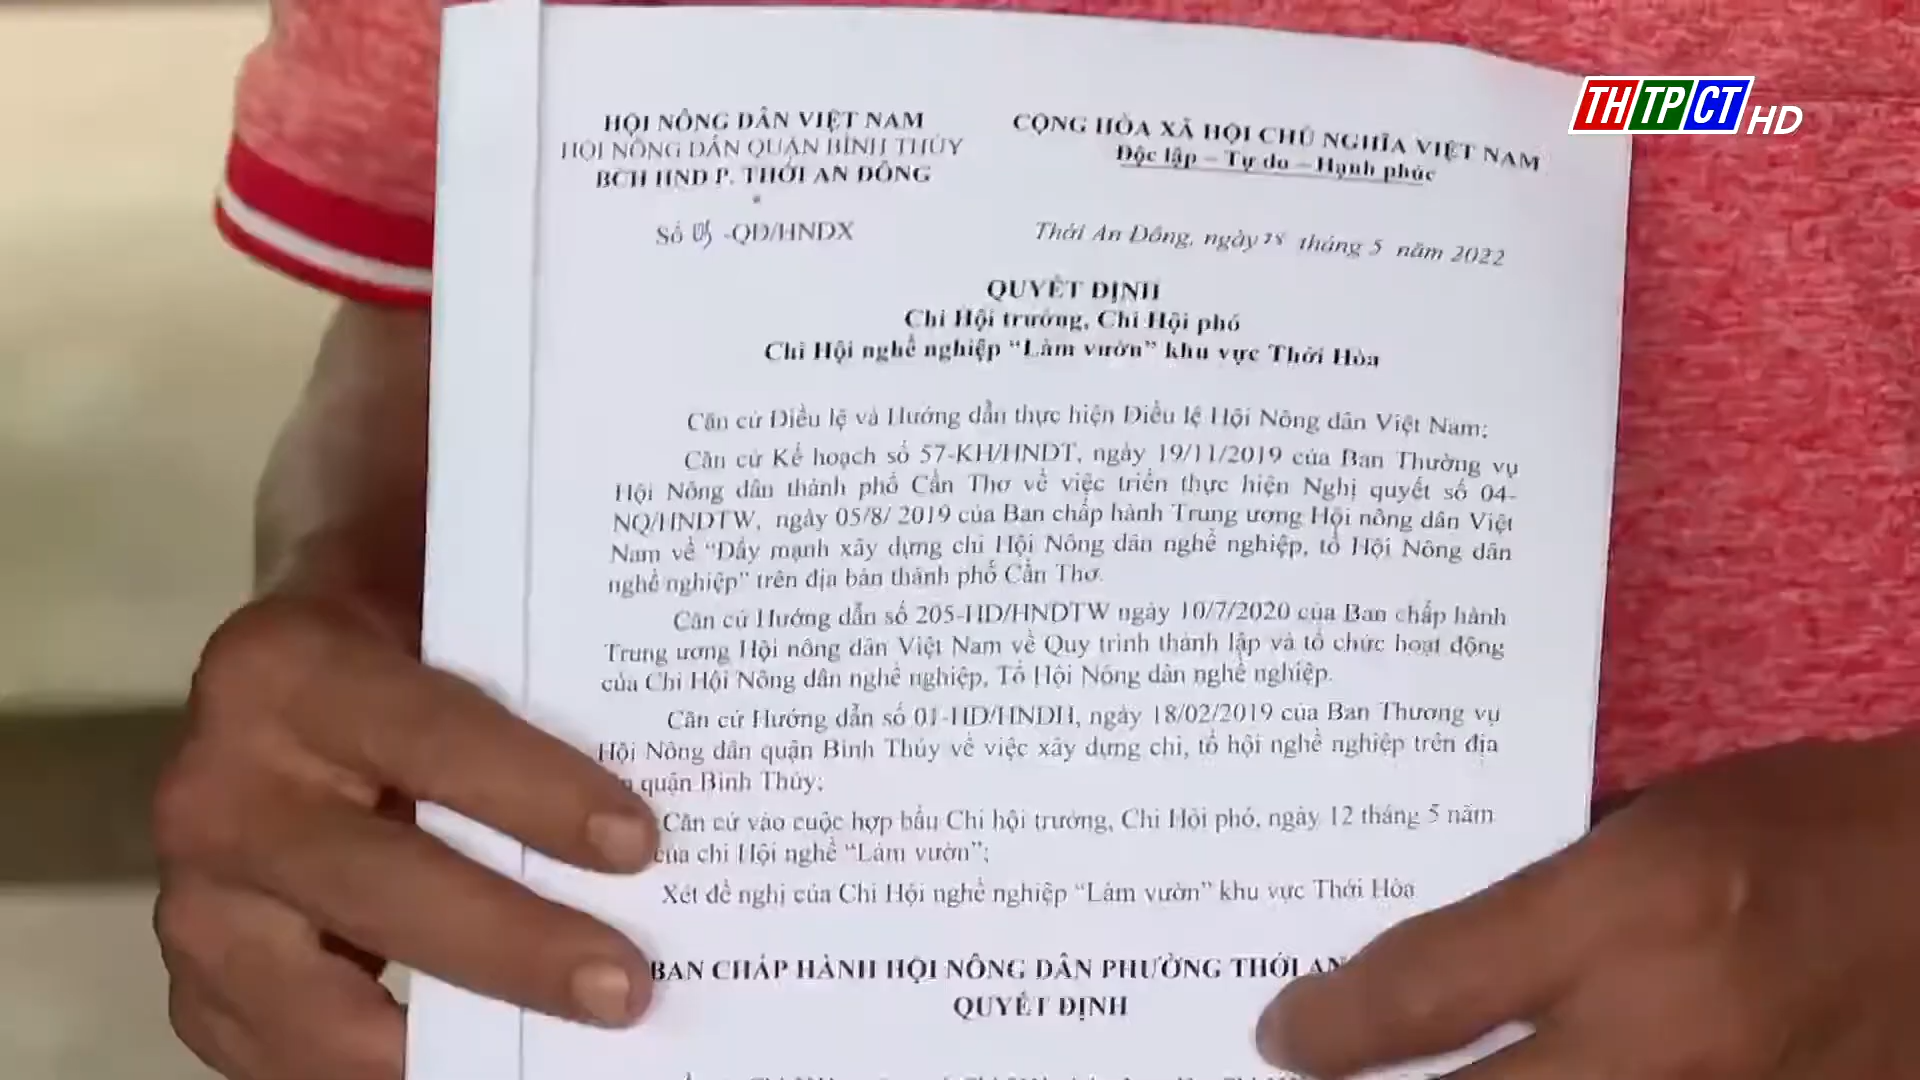 THTPCT HD
HỘI NÔNG DÂN VIỆT NAM
HỘI NÔNG DÂN QUẬN BÌNH THỦY
BCH HND P. THỚI AN ĐÔNG
*
Số 05 -QĐ/HNDX
CỘNG HÒA XÃ HỘI CHỦ NGHĨA VIỆT NAM
Độc lập – Tự do – Hạnh phúc
Thới An Đông, ngày tháng 5 năm 2022
QUYẾT ĐỊNH
Chi Hội trưởng, Chi Hội phó
Chi Hội nghề nghiệp “Làm vườn” khu vực Thới Hòa
Căn cứ Điều lệ và Hướng dẫn thực hiện Điều lệ Hội Nông dân Việt Nam;
Căn cứ Kế hoạch số 57-KH/HNDT, ngày 19/11/2019 của Ban Thường vụ
Hội Nông dân thành phố Cần Thơ về việc triển thực hiện Nghị quyết số 04-
NQ/HNDTW, ngày 05/8/ 2019 của Ban chấp hành Trung ương Hội nông dân Việt
Nam về “Đẩy mạnh xây dựng chi Hội Nông dân nghề nghiệp, tổ Hội Nông dân
nghề nghiệp” trên địa bàn thành phố Cần Thơ.
Căn cứ Hướng dẫn số 205-HD/HNDTW ngày 10/7/2020 của Ban chấp hành
Trung ương Hội nông dân Việt Nam về Quy trình thành lập và tổ chức hoạt động
của Chi Hội Nông dân nghề nghiệp, Tổ Hội Nông dân nghề nghiệp.
Căn cứ Hướng dẫn số 01-HD/HNDH, ngày 18/02/2019 của Ban Thương vụ
Hội Nông dân quận Bình Thủy về việc xây dựng chi, tổ hội nghề nghiệp trên địa
quận Bình Thủy;
Căn cứ vào cuộc họp bầu Chi hội trưởng, Chi Hội phó, ngày 12 tháng 5 năm
của chi Hội nghề “Làm vườn”;
Xét đề nghị của Chi Hội nghề nghiệp “Làm vườn” khu vực Thới Hòa
BAN CHẤP HÀNH HỘI NÔNG DÂN PHƯỜNG THỚI AN
QUYẾT ĐỊNH